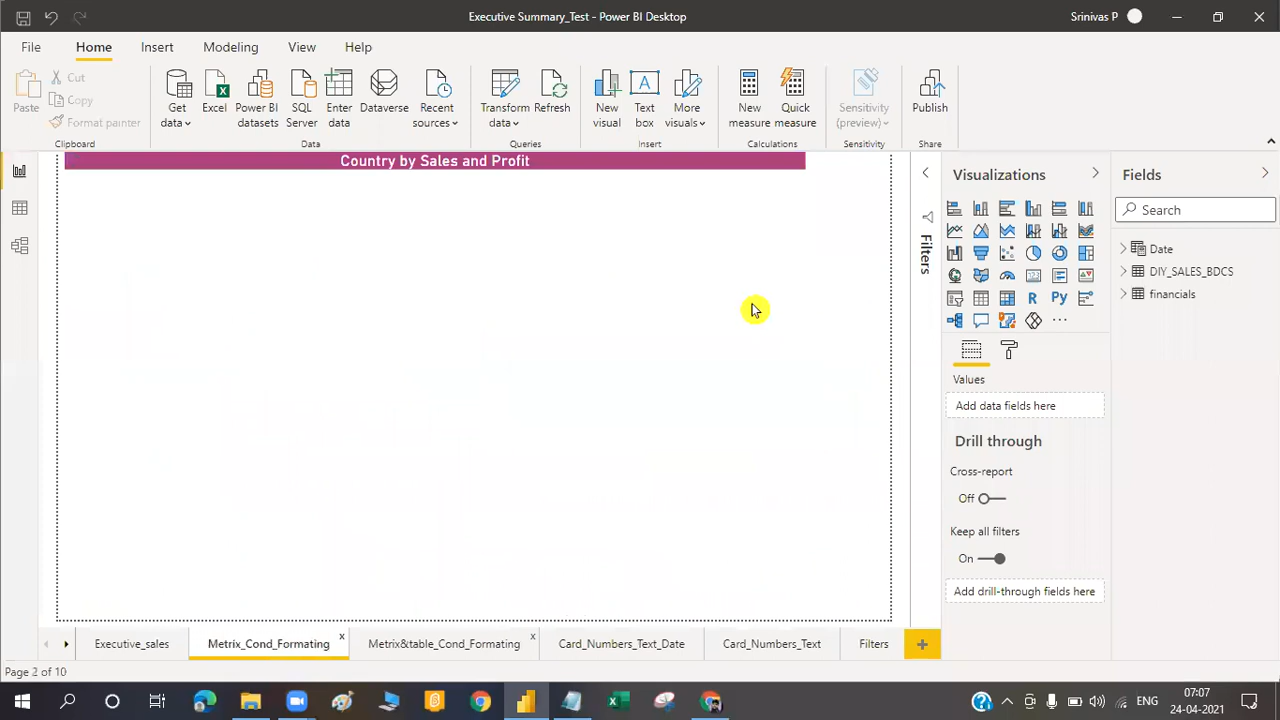 Executive Summary_Test - Power BI Desktop
Srinivas P
File
Home
Insert
Modeling
View
Help
Paste
Cut
Copy
Format painter
Clipboard
Get data
Excel
Power BI datasets
SQL Server
Enter data
Dataverse
Recent sources
Data
Transform data
Refresh
Queries
New visual
Text box
More visuals
Insert
New measure
Quick measure
Calculations
Sensitivity (preview)
Sensitivity
Publish
Share
Country by Sales and Profit
Filters
Visualizations
R
Py
Values
Add data fields here
Drill through
Cross-report
Off
Keep all filters
On
Add drill-through fields here
Fields
Search
Date
DIY_SALES_BDCS
financials
Executive_sales
Metrix_Cond_Formating
Metrix&table_Cond_Formating
Card_Numbers_Text_Date
Card_Numbers_Text
Filters
Page 2 of 10
ENG
07:07
24-04-2021